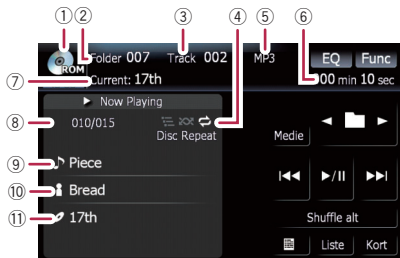 ① ② ③ ④ ⑤ ⑥
ROM Folder 007 Track 002 MP3 EQ Func
⑦ Current: 17th 000 min 10 sec
Now Playing
⑧ 010/015
Disc Repeat Medie
⑨ Piece
⑩ Bread
⑪ 17th
Shuffle alt
Liste Kort